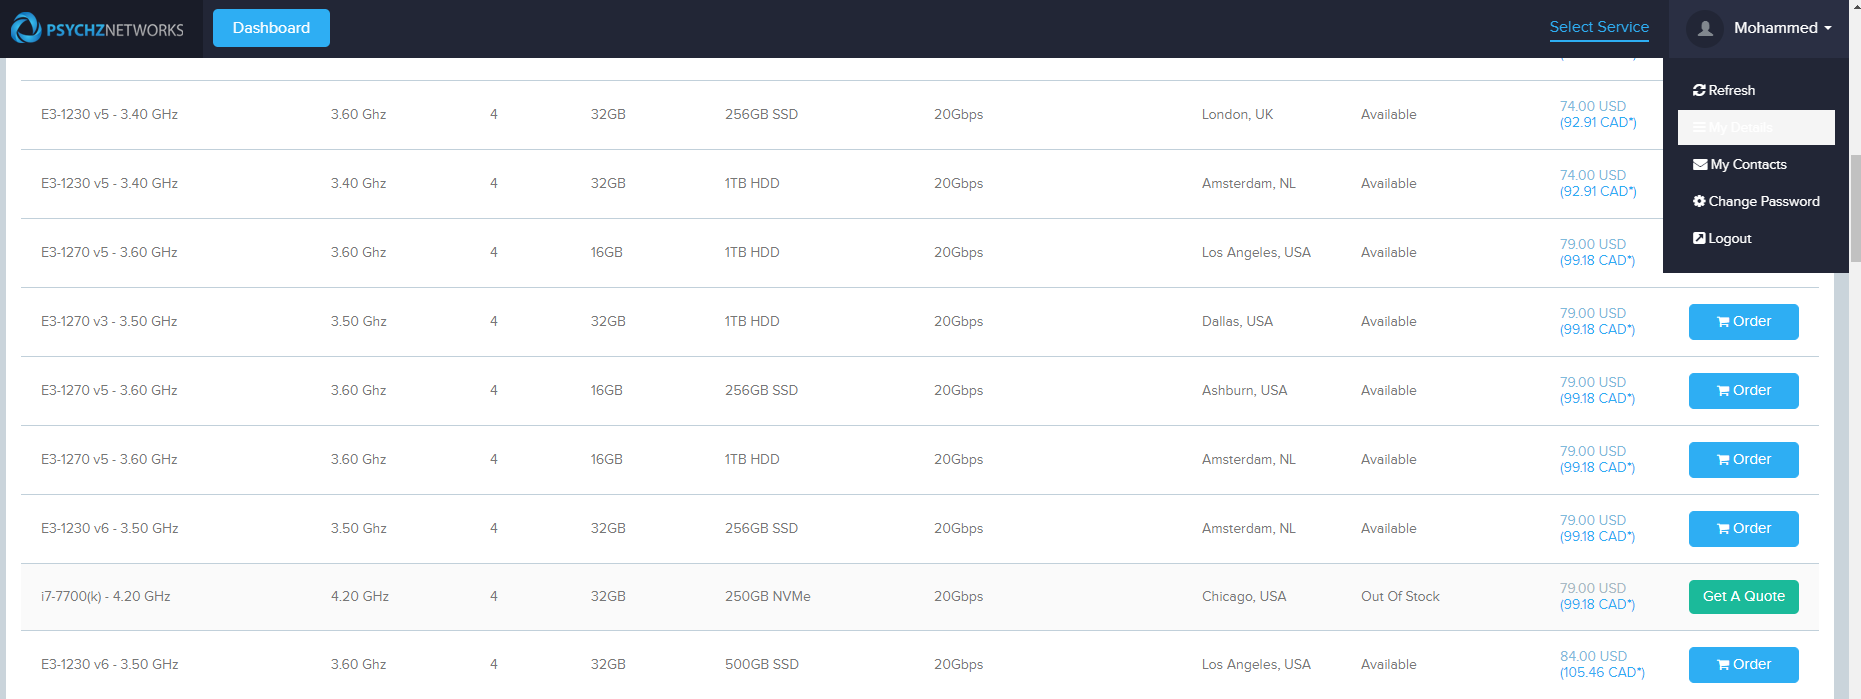 PSYCHZNETWORKS
Dashboard
Select Service
Mohammed
Refresh
My Details
My Contacts
Change Password
Logout
E3-1230 v5 - 3.40 GHz 3.60 Ghz 4 32GB 256GB SSD 20Gbps London, UK Available 74.00 USD
(92.91 CAD*)
E3-1230 v5 - 3.40 GHz 3.40 Ghz 4 32GB 1TB HDD 20Gbps Amsterdam, NL Available 74.00 USD
(92.91 CAD*)
E3-1270 v5 - 3.60 GHz 3.60 Ghz 4 16GB 1TB HDD 20Gbps Los Angeles, USA Available 79.00 USD
(99.18 CAD*)
E3-1270 v3 - 3.50 GHz 3.50 Ghz 4 32GB 1TB HDD 20Gbps Dallas, USA Available 79.00 USD
(99.18 CAD*)
Order
E3-1270 v5 - 3.60 GHz 3.60 Ghz 4 16GB 256GB SSD 20Gbps Ashburn, USA Available 79.00 USD
(99.18 CAD*)
Order
E3-1270 v5 - 3.60 GHz 3.60 Ghz 4 16GB 1TB HDD 20Gbps Amsterdam, NL Available 79.00 USD
(99.18 CAD*)
Order
E3-1230 v6 - 3.50 GHz 3.50 Ghz 4 32GB 256GB SSD 20Gbps Amsterdam, NL Available 79.00 USD
(99.18 CAD*)
Order
i7-7700(k) - 4.20 GHz 4.20 GHz 4 32GB 250GB NVMe 20Gbps Chicago, USA Out Of Stock 79.00 USD
(99.18 CAD*)
Get A Quote
E3-1230 v6 - 3.50 GHz 3.60 Ghz 4 32GB 500GB SSD 20Gbps Los Angeles, USA Available 84.00 USD
(105.46 CAD*)
Order